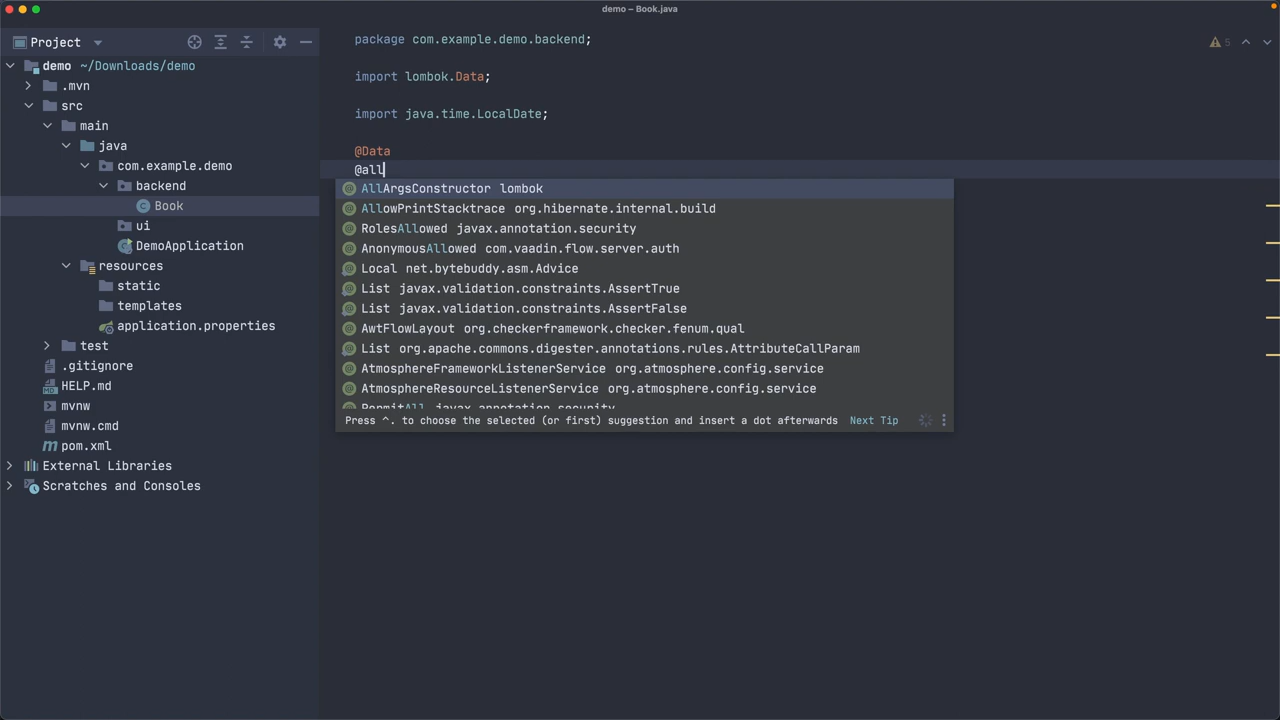 demo – Book.java
Project
demo ~/Downloads/demo
.mvn
src
main
java
com.example.demo
backend
Book
ui
DemoApplication
resources
static
templates
application.properties
test
.gitignore
HELP.md
mvnw
mvnw.cmd
pom.xml
External Libraries
Scratches and Consoles
package com.example.demo.backend;
5
import lombok.Data;
import java.time.LocalDate;
@Data
@all
AllArgsConstructor lombok
AllowPrintStacktrace org.hibernate.internal.build
RolesAllowed javax.annotation.security
AnonymousAllowed com.vaadin.flow.server.auth
Local net.bytebuddy.asm.Advice
List javax.validation.constraints.AssertTrue
List javax.validation.constraints.AssertFalse
AwtFlowLayout org.checkerframework.checker.fenum.qual
List org.apache.commons.digester.annotations.rules.AttributeCallParam
AtmosphereFrameworkListenerService org.atmosphere.config.service
AtmosphereResourceListenerService org.atmosphere.config.service
PermitAll javax.annotation.security
Press ^. to choose the selected (or first) suggestion and insert a dot afterwards Next Tip